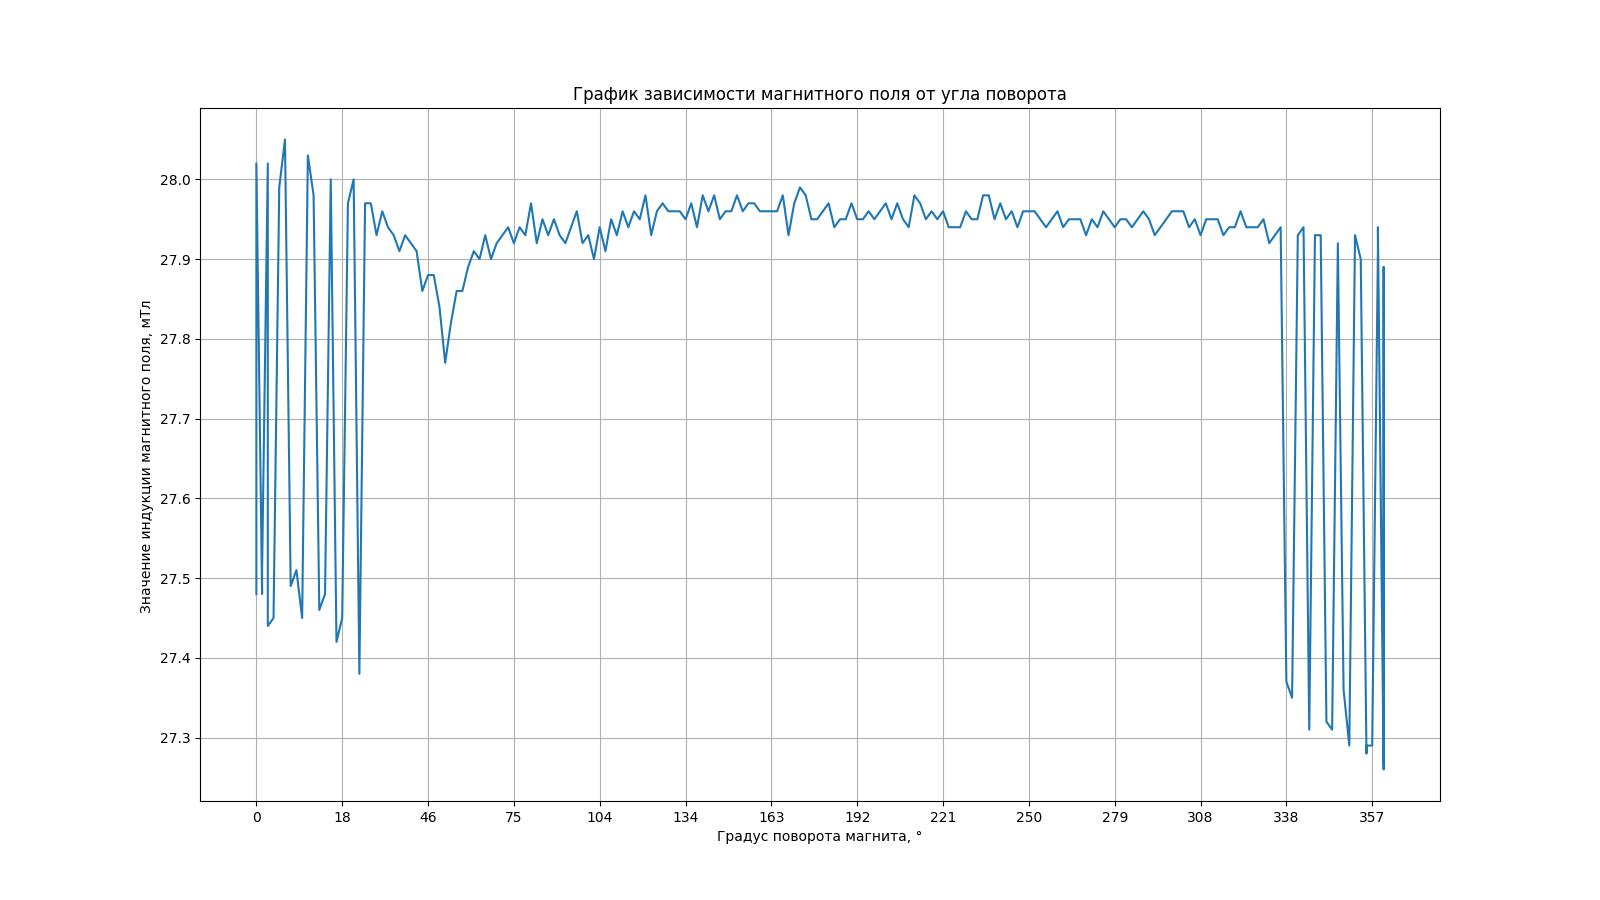 График зависимости магнитного поля от угла поворота
Значение индукции магнитного поля, мТл
28.0
27.9
27.8
27.7
27.6
27.5
27.4
27.3
0 18 46 75 104 134 163 192 221 250 279 308 338 357
Градус поворота магнита, °